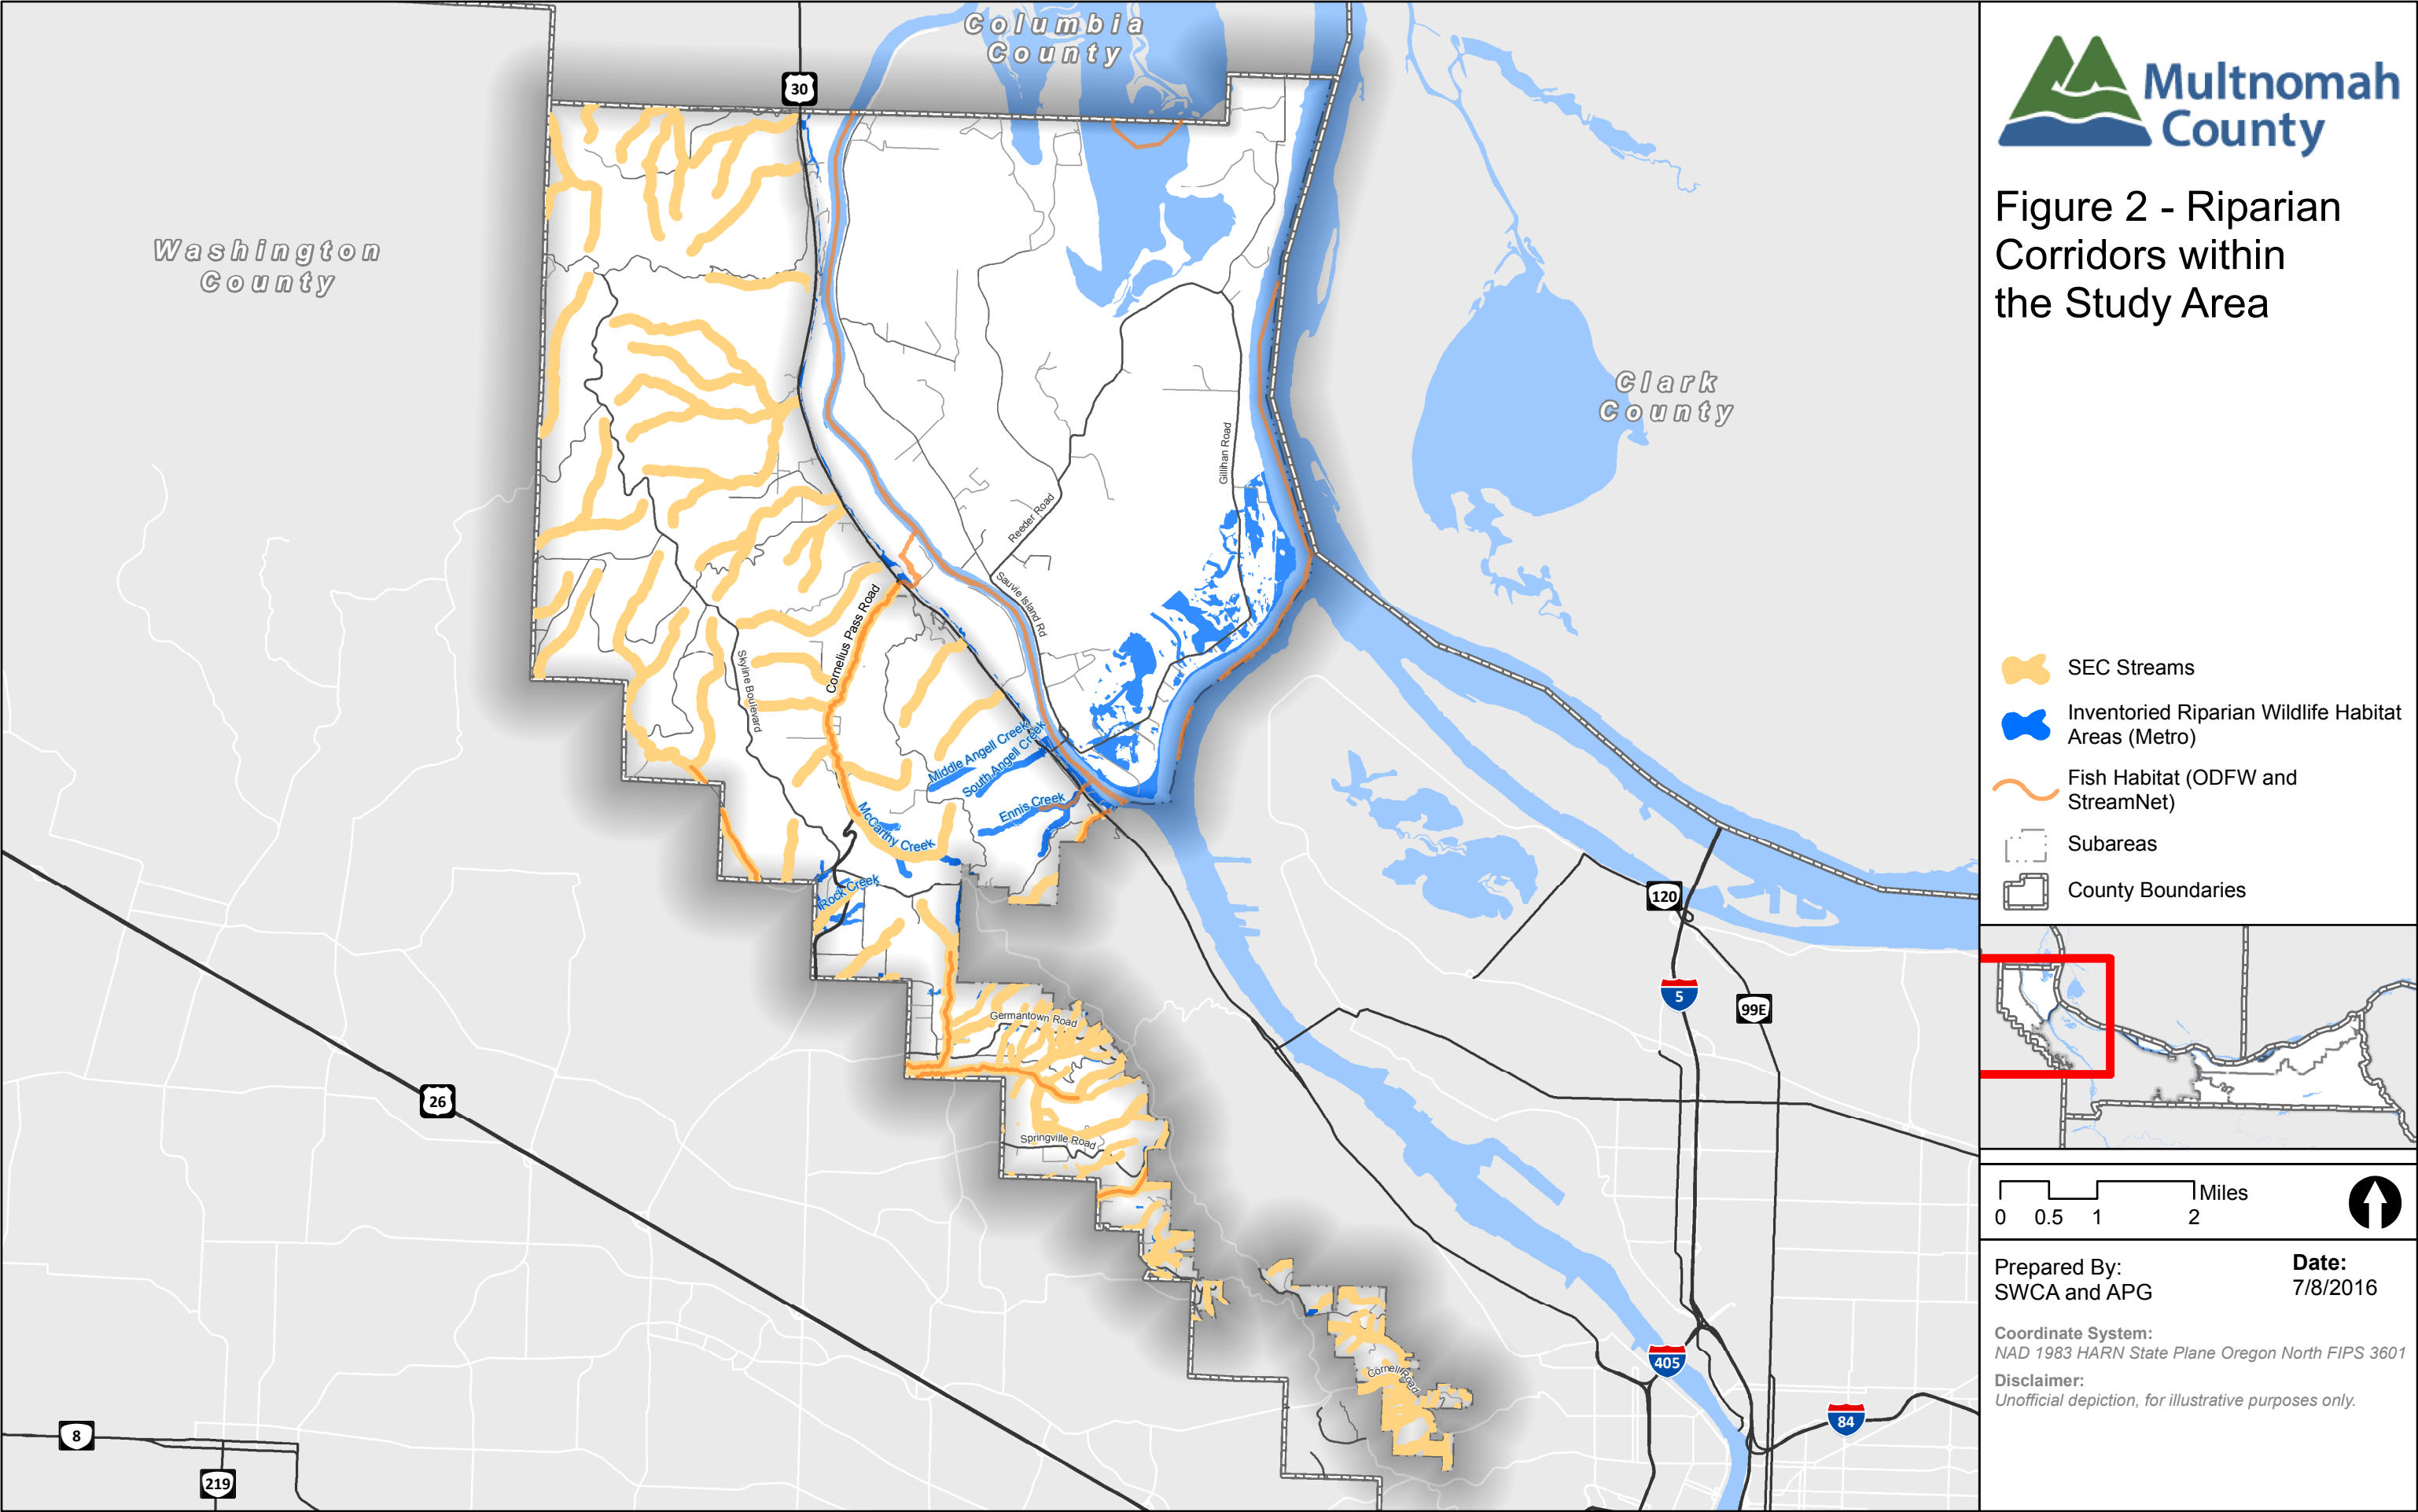 Columbia
County
30
Washington
County
Clark
County
Gillihan Road
Reeder Road
Sauvie Island Rd
Cornelius Pass Road
Skyline Boulevard
Middle Angell Creek
South Angell Creek
Ennis Creek
McCarthy Creek
Rock Creek
120
5
99E
Germantown Road
26
Springville Road
Cornell Road
405
84
8
219
Multnomah
County
Figure 2 - Riparian
Corridors within
the Study Area
SEC Streams
Inventoried Riparian Wildlife Habitat
Areas (Metro)
Fish Habitat (ODFW and
StreamNet)
Subareas
County Boundaries
Miles
0 0.5 1 2
Prepared By:
SWCA and APG
Date:
7/8/2016
Coordinate System:
NAD 1983 HARN State Plane Oregon North FIPS 3601
Disclaimer:
Unofficial depiction, for illustrative purposes only.